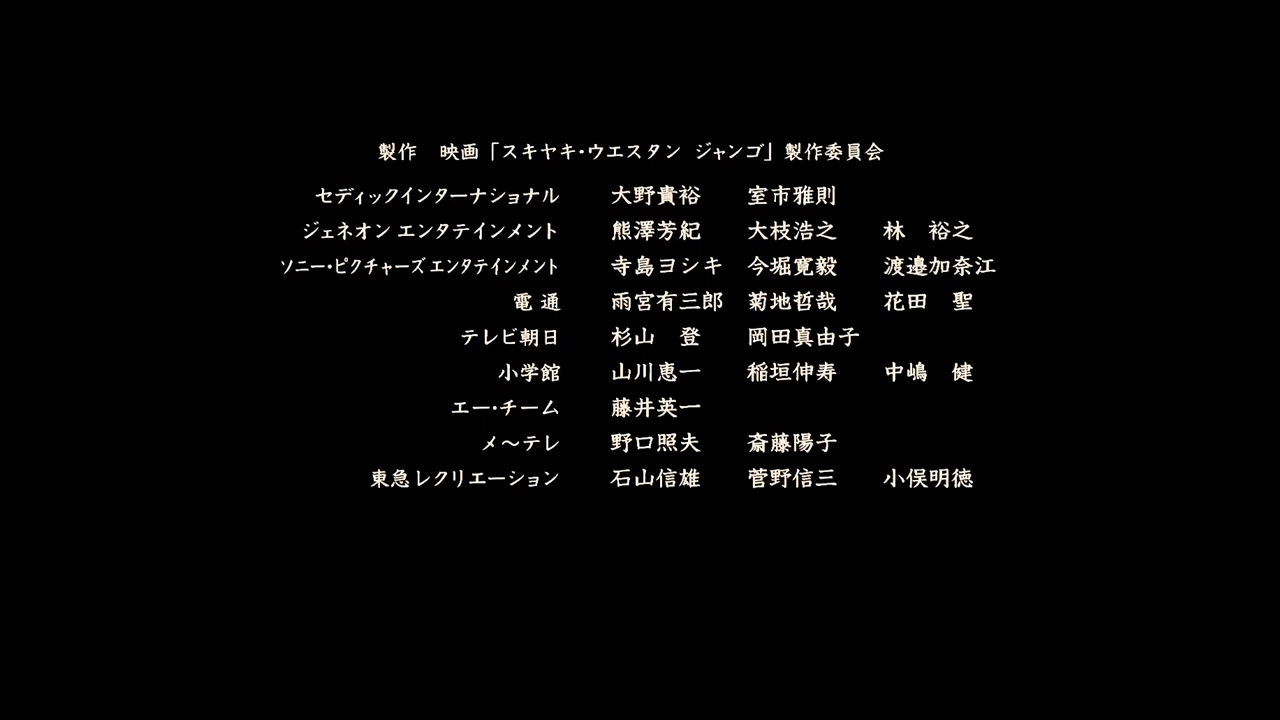 製作　映画「スキヤキ・ウエスタン ジャンゴ」製作委員会
セディックインターナショナル　大野貴裕　室市雅則
ジェネオン エンタテインメント　熊澤芳紀　大枝浩之　林　裕之
ソニー・ピクチャーズ エンタテインメント　寺島ヨシキ　今堀寛毅　渡邉加奈江
電通　雨宮有三郎　菊地哲哉　花田　聖
テレビ朝日　杉山　登　岡田真由子
小学館　山川恵一　稲垣伸寿　中嶋　健
エー・チーム　藤井英一
メ〜テレ　野口照夫　斎藤陽子
東急レクリエーション　石山信雄　菅野信三　小俣明徳